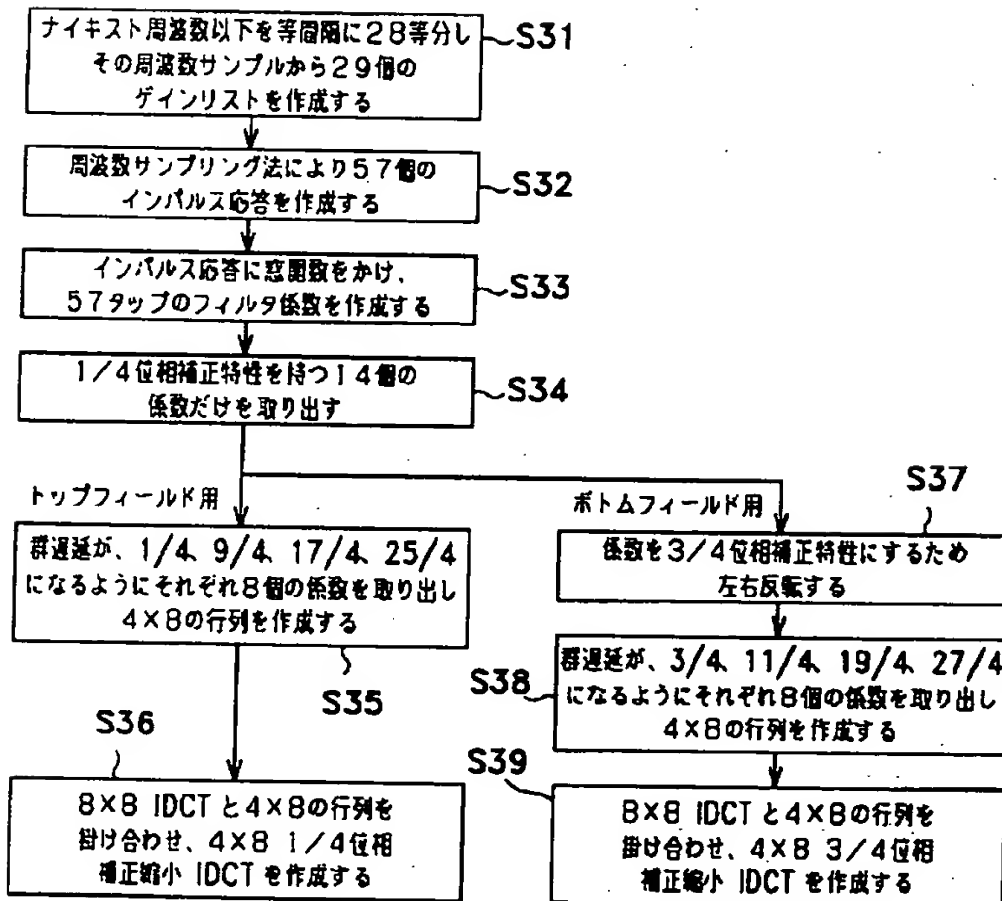 ナイキスト周波数以下を等間隔に28等分し
その周波数サンプルから29個の
ゲインリストを作成する
S31
周波数サンプリング法により57個の
インパルス応答を作成する
S32
インパルス応答に窓関数をかけ、
57タップのフィルタ係数を作成する
S33
1/4位相補正特性を持つ14個の
係数だけを取り出す
S34
トップフィールド用
群遅延が、1/4、9/4、17/4、25/4
になるようにそれぞれ8個の係数を取り出し
4×8の行列を作成する
S35
S36
8×8 IDCTと4×8の行列を
掛け合わせ、4×8 1/4位相
補正縮小 IDCTを作成する
ボトムフィールド用
S37
係数を3/4位相補正特性にするため
左右反転する
群遅延が、3/4、11/4、19/4、27/4
になるようにそれぞれ8個の係数を取り出し
4×8の行列を作成する
S38
S39
8×8 IDCTと4×8の行列を
掛け合わせ、4×8 3/4位相
補正縮小 IDCTを作成する